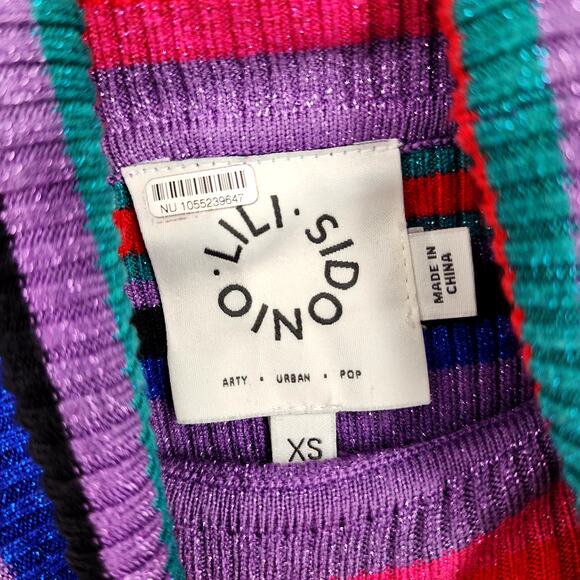 NU 1055239647
LILI · SIDONIO ·
ARTY · URBAN · POP
MADE IN
CHINA
XS